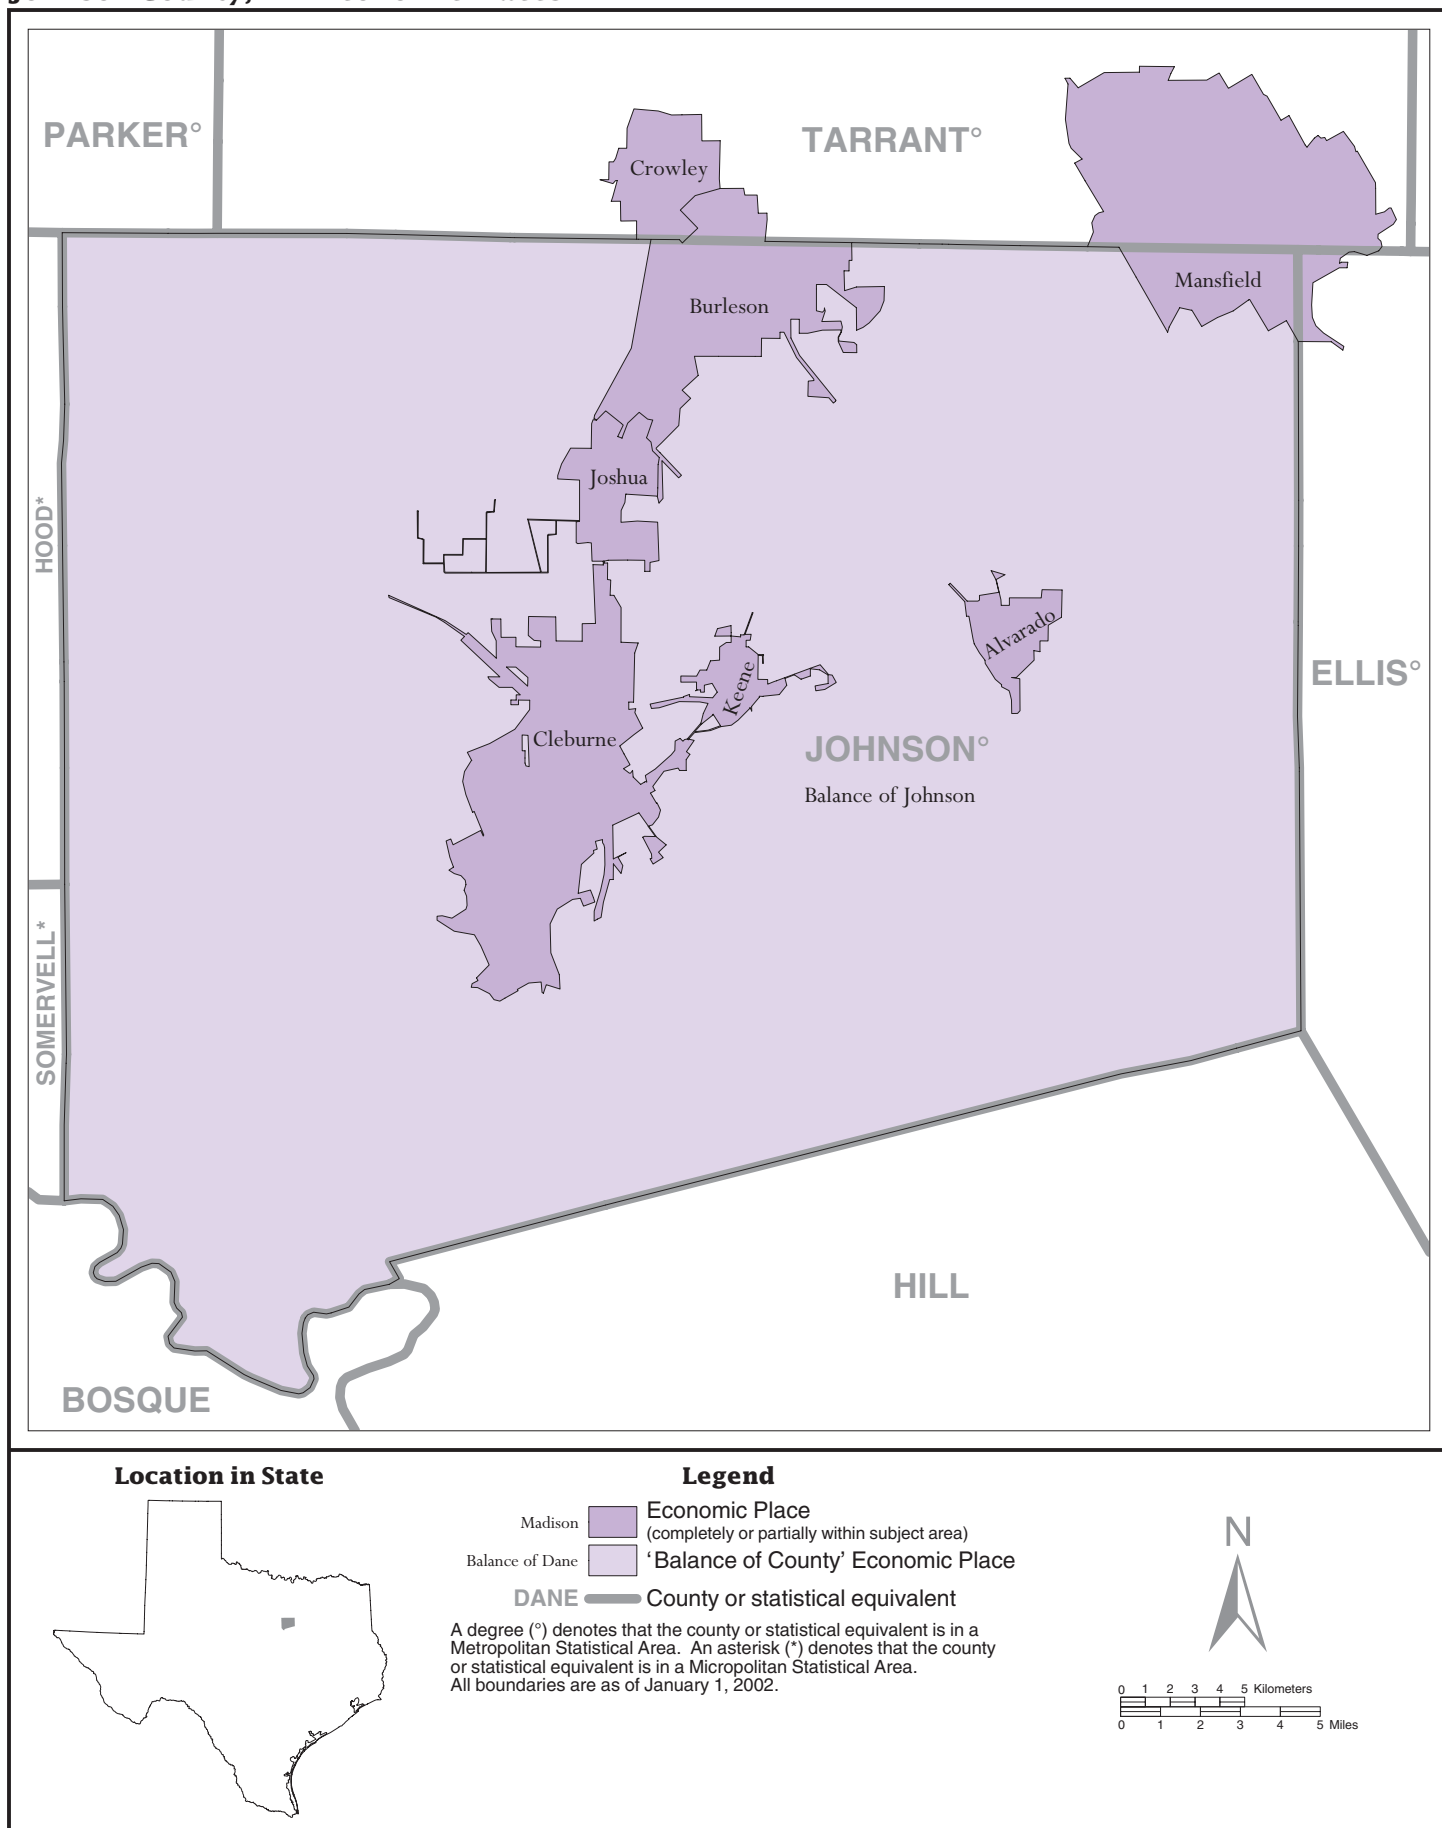 PARKER°
TARRANT°
Crowley
Mansfield
Burleson
Joshua
HOOD*
Alvarado
Keene
ELLIS°
Cleburne
JOHNSON°
Balance of Johnson
SOMERVELL*
HILL
BOSQUE
Location in State
Legend
Madison
Economic Place
(completely or partially within subject area)
Balance of Dane
'Balance of County' Economic Place
DANE
County or statistical equivalent
A degree (°) denotes that the county or statistical equivalent is in a
Metropolitan Statistical Area. An asterisk (*) denotes that the county
or statistical equivalent is in a Micropolitan Statistical Area.
All boundaries are as of January 1, 2002.
N
0 1 2 3 4 5 Kilometers
0 1 2 3 4 5 Miles